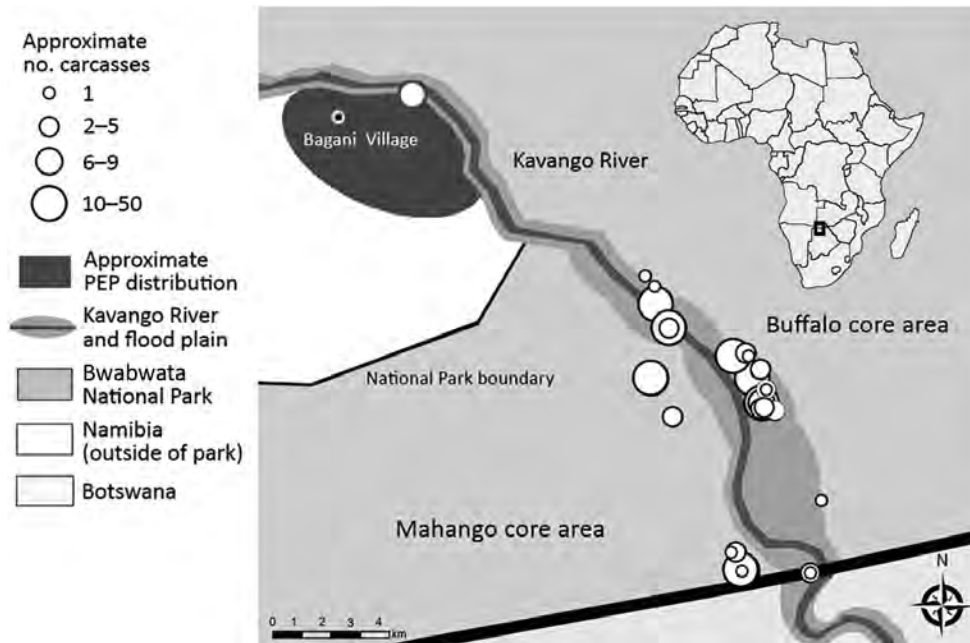 Approximate
no. carcasses
1
2–5
6–9
10–50
Approximate
PEP distribution
Kavango River
and flood plain
Bwabwata
National Park
Namibia
(outside of park)
Botswana
Bagani Village
Kavango River
Buffalo core area
National Park boundary
Mahango core area
0 1 2 3 4
km
N